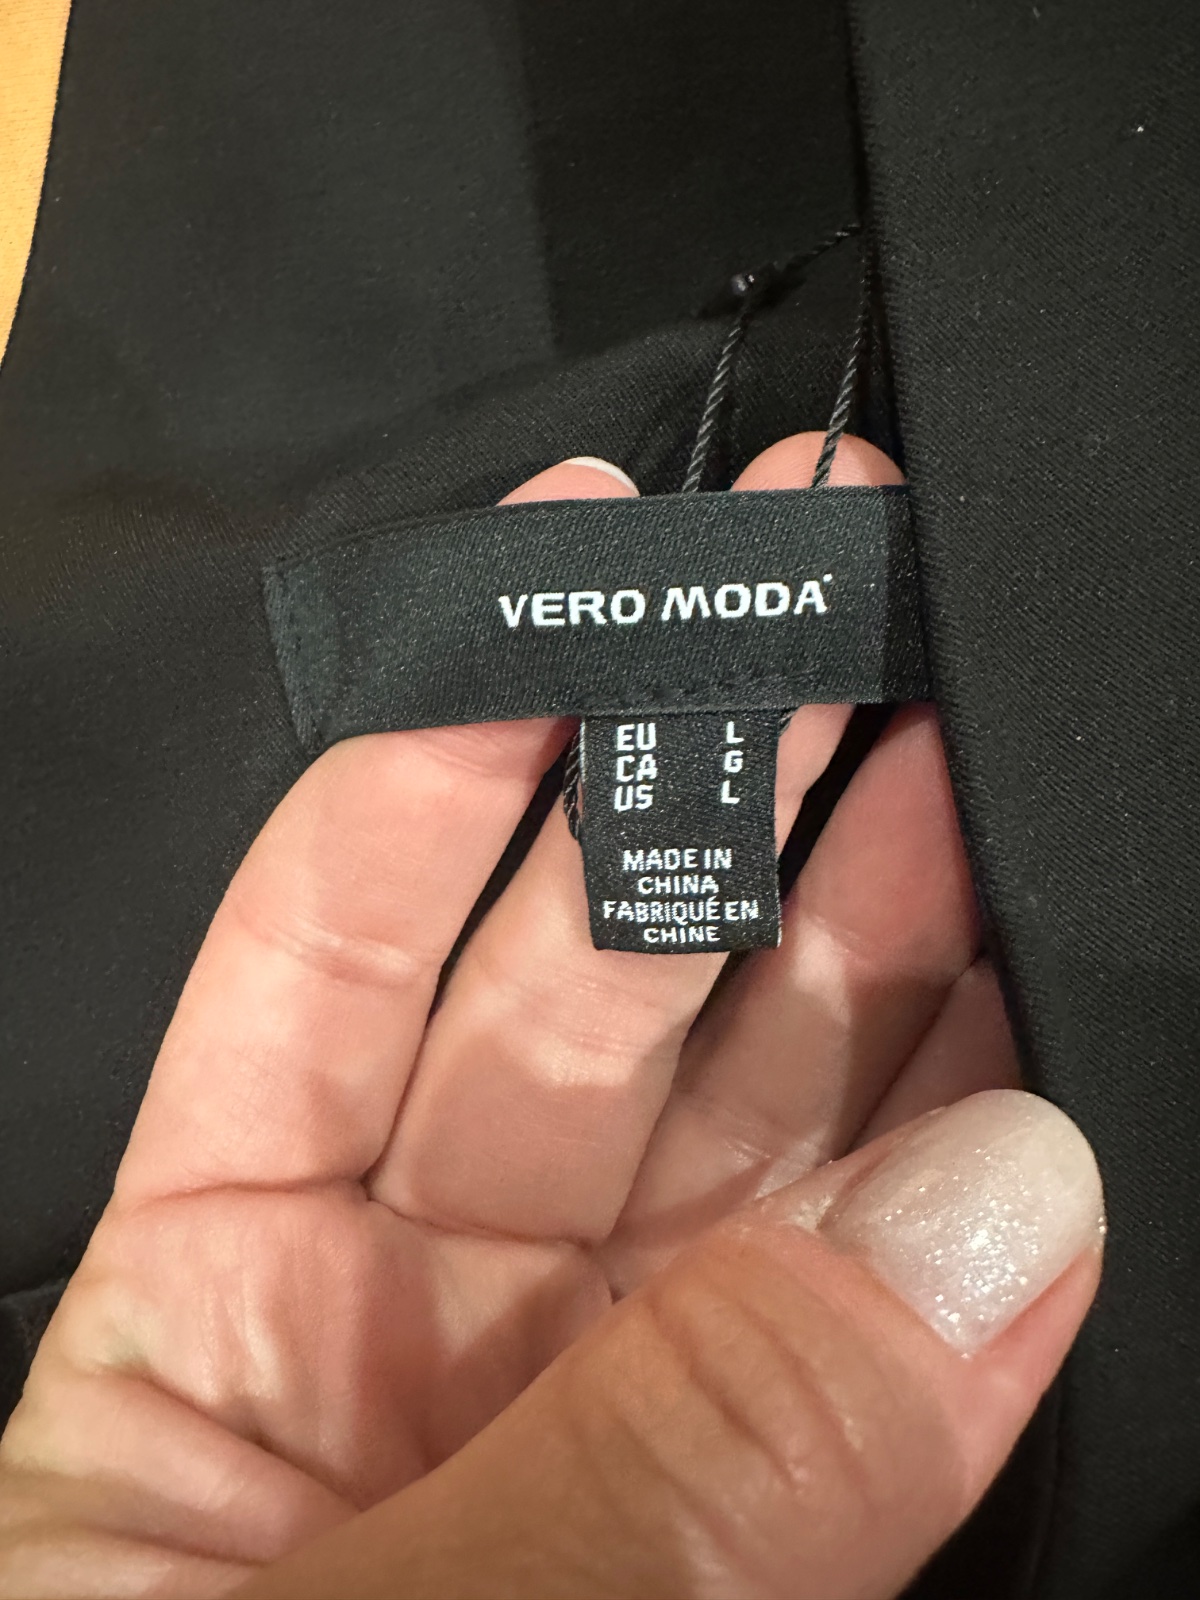 VERO MODA
EU L
CA G
US L
MADE IN
CHINA
FABRIQUÉ EN
CHINE